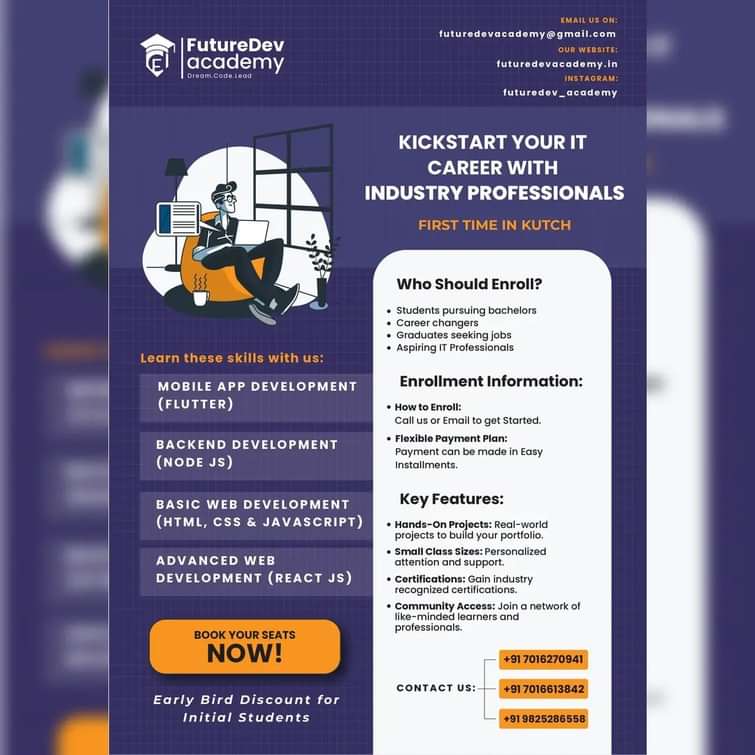 FutureDev
academy
Dream.Code.Lead
EMAIL US ON:
futuredevacademy@gmail.com
OUR WEBSITE:
futuredevacademy.in
INSTAGRAM:
futuredev_academy
KICKSTART YOUR IT
CAREER WITH
INDUSTRY PROFESSIONALS
FIRST TIME IN KUTCH
Learn these skills with us:
MOBILE APP DEVELOPMENT
(FLUTTER)
BACKEND DEVELOPMENT
(NODE JS)
BASIC WEB DEVELOPMENT
(HTML, CSS & JAVASCRIPT)
ADVANCED WEB
DEVELOPMENT (REACT JS)
BOOK YOUR SEATS
NOW!
Early Bird Discount for
Initial Students
Who Should Enroll?
• Students pursuing bachelors
• Career changers
• Graduates seeking jobs
• Aspiring IT Professionals
Enrollment Information:
• How to Enroll:
Call us or Email to get Started.
• Flexible Payment Plan:
Payment can be made in Easy
Installments.
Key Features:
• Hands-On Projects: Real-world
projects to build your portfolio.
• Small Class Sizes: Personalized
attention and support.
• Certifications: Gain industry
recognized certifications.
• Community Access: Join a network of
like-minded learners and
professionals.
CONTACT US:
+91 7016270941
+91 7016613842
+91 9825286558